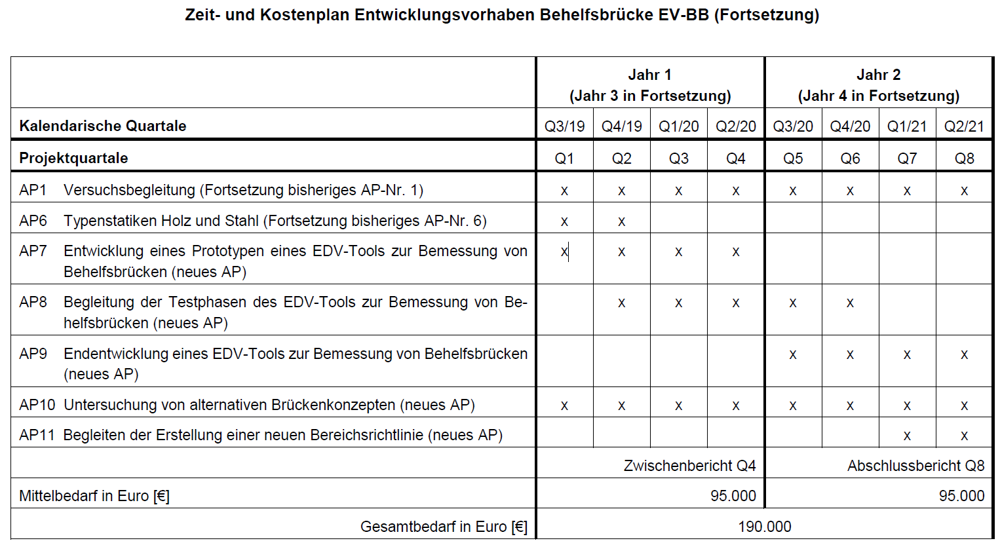 Zeit- und Kostenplan Entwicklungsvorhaben Behelfsbrücke EV-BB (Fortsetzung)
Jahr 1 Jahr 2
(Jahr 3 in Fortsetzung) (Jahr 4 in Fortsetzung)
Kalendarische Quartale Q3/19 Q4/19 Q1/20 Q2/20 Q3/20 Q4/20 Q1/21 Q2/21
Projektquartale Q1 Q2 Q3 Q4 Q5 Q6 Q7 Q8
AP1 Versuchsbegleitung (Fortsetzung bisheriges AP-Nr. 1) x x x x x x x x
AP6 Typenstatiken Holz und Stahl (Fortsetzung bisheriges AP-Nr. 6) x x
AP7 Entwicklung eines Prototypen eines EDV-Tools zur Bemessung von x x x x
Behelfsbrücken (neues AP)
AP8 Begleitung der Testphasen des EDV-Tools zur Bemessung von Be- x x x x x
helfsbrücken (neues AP)
AP9 Endentwicklung eines EDV-Tools zur Bemessung von Behelfsbrücken x x x x
(neues AP)
AP10 Untersuchung von alternativen Brückenkonzepten (neues AP) x x x x x x x x
AP11 Begleiten der Erstellung einer neuen Bereichsrichtlinie (neues AP) x x
Zwischenbericht Q4 Abschlussbericht Q8
Mittelbedarf in Euro [€] 95.000 95.000
Gesamtbedarf in Euro [€] 190.000